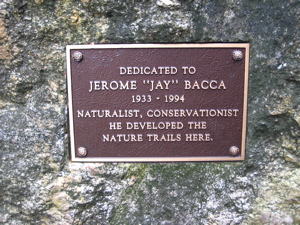 DEDICATED TO
JEROME "JAY" BACCA
1933 - 1994
NATURALIST, CONSERVATIONIST
HE DEVELOPED THE
NATURE TRAILS HERE.